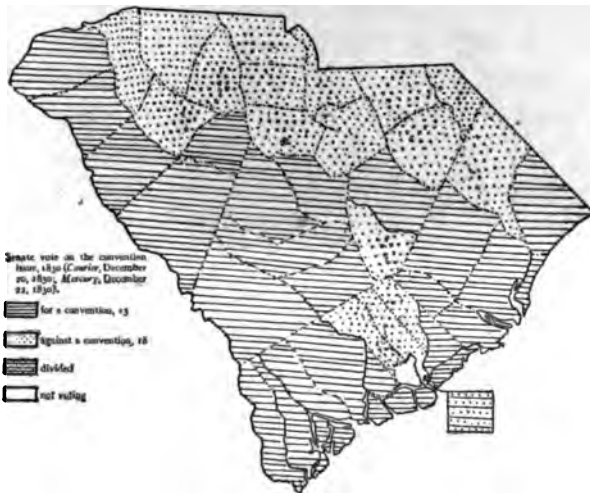 Senate vote on the convention
issue, 1830 (Courier, December
20, 1830; Mercury, December
22, 1830).
for a convention, 23
against a convention, 18
divided
not voting